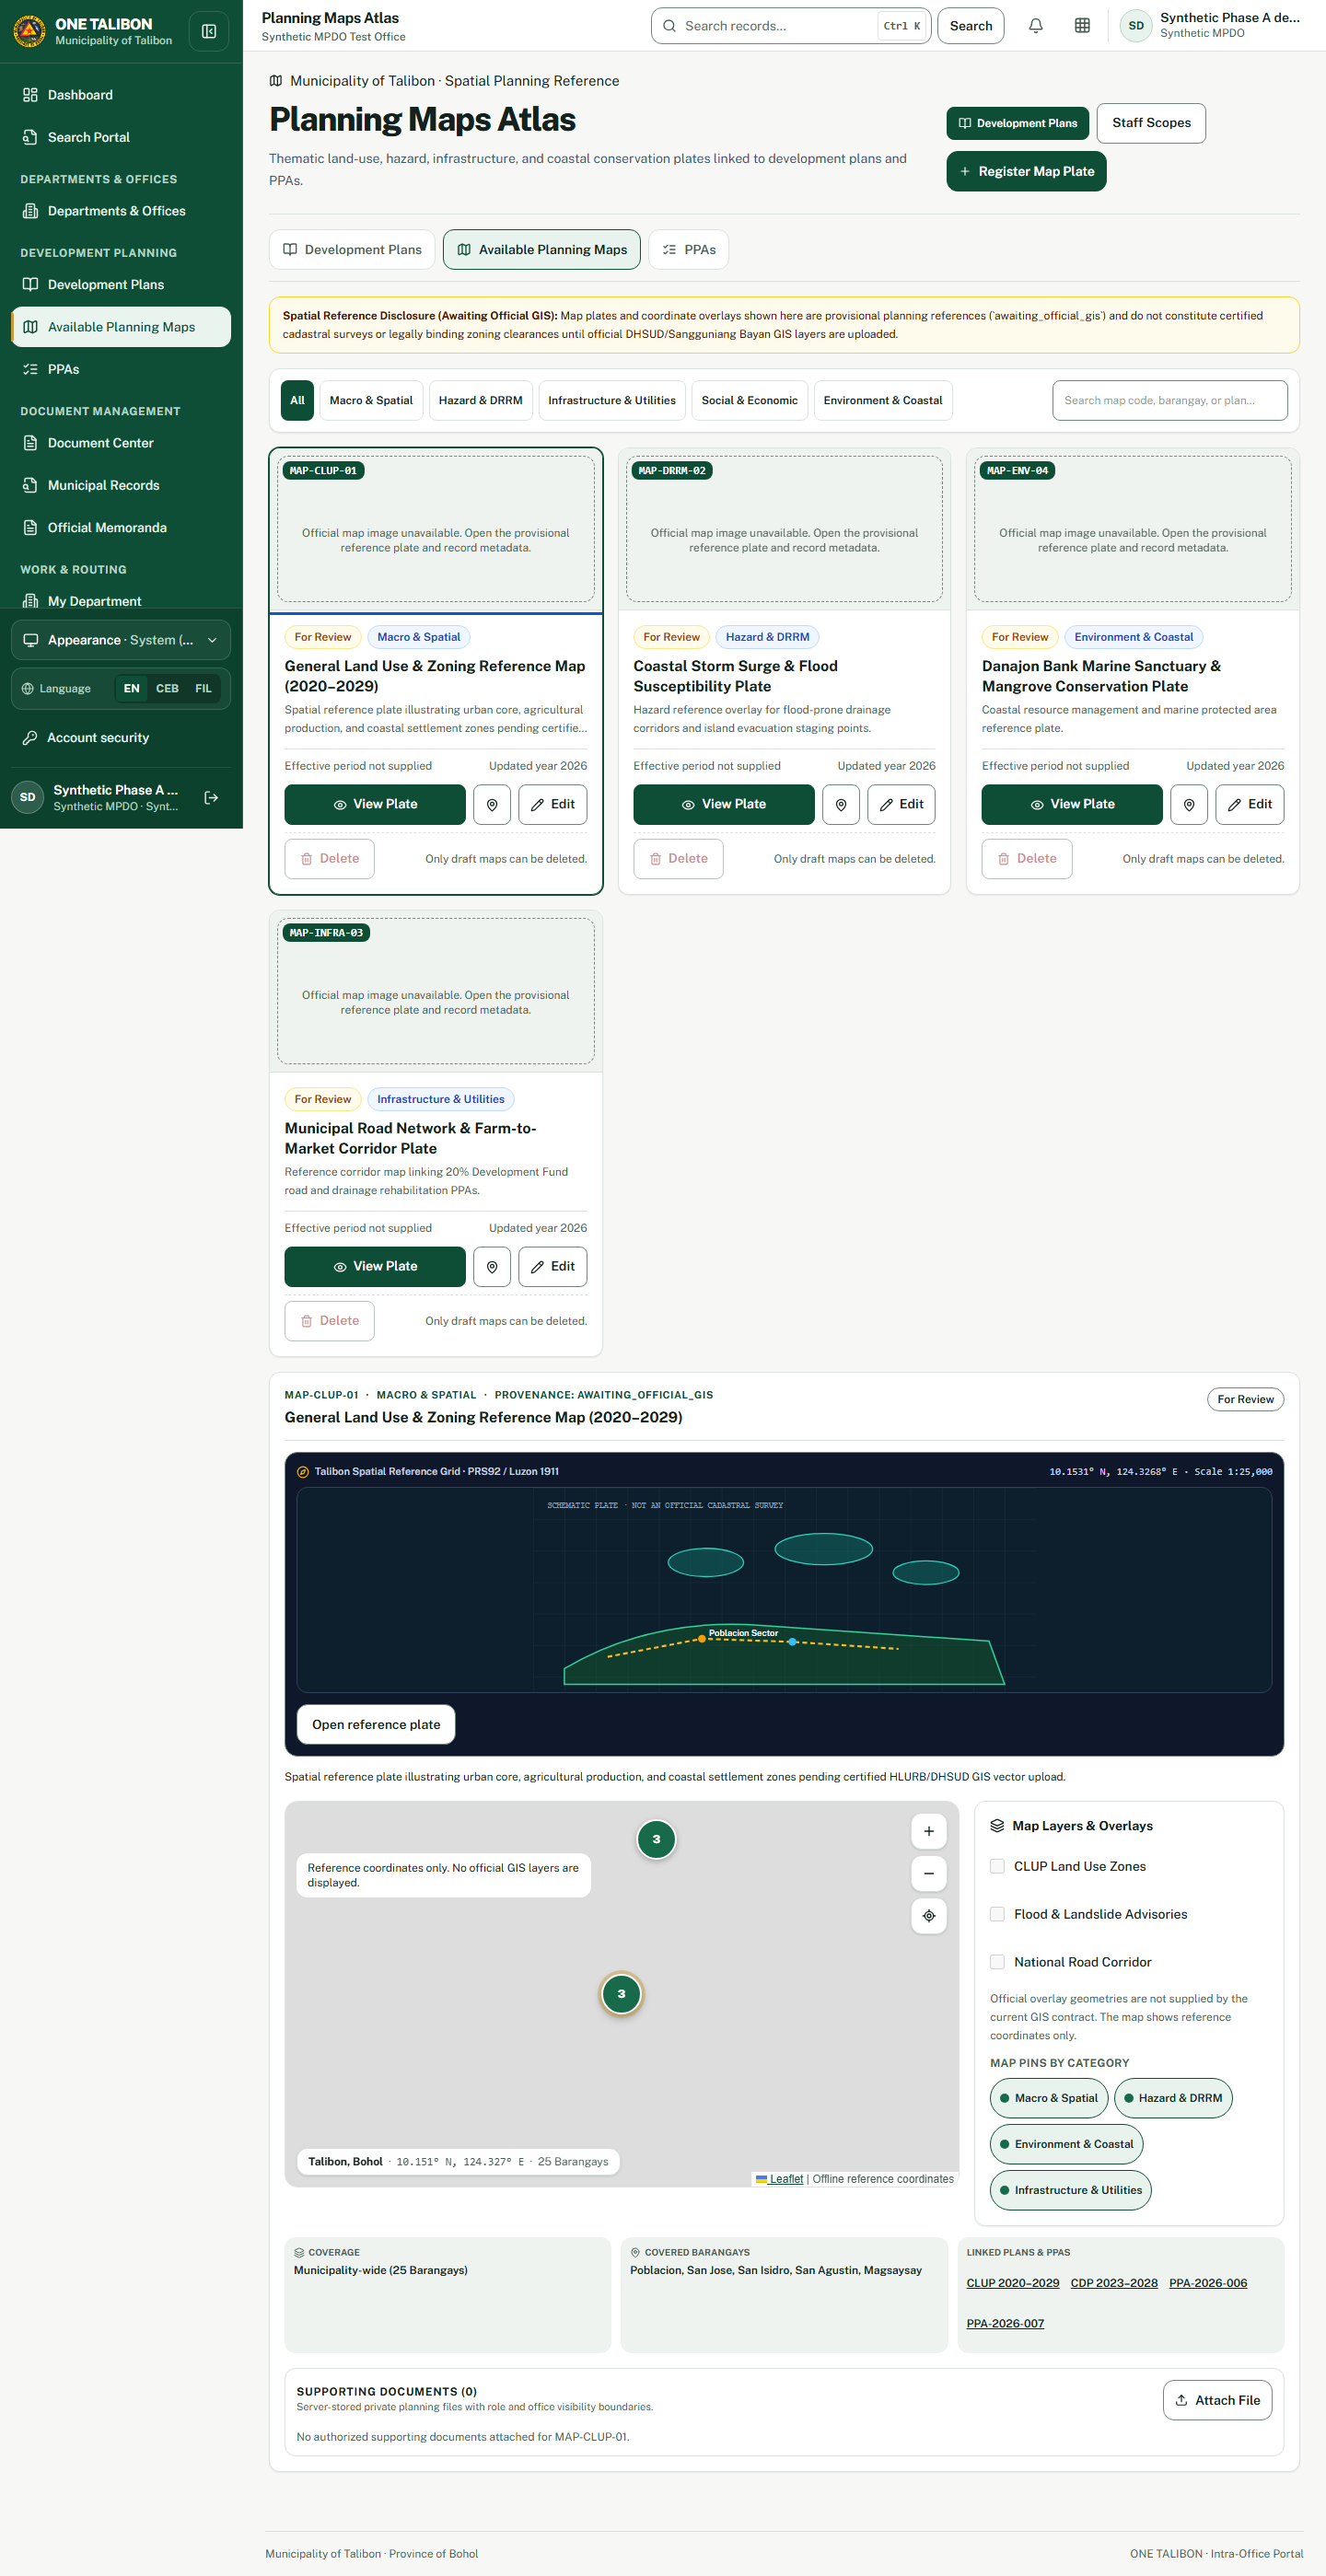 ONE TALIBON
Municipality of Talibon
Dashboard
Search Portal
DEPARTMENTS & OFFICES
Departments & Offices
DEVELOPMENT PLANNING
Development Plans
Available Planning Maps
PPAs
DOCUMENT MANAGEMENT
Document Center
Municipal Records
Official Memoranda
WORK & ROUTING
My Department
Appearance · System (...
Language EN CEB FIL
Account security
SD Synthetic Phase A ...
Synthetic MPDO · Synt...
Planning Maps Atlas
Synthetic MPDO Test Office
Search records... Ctrl K Search
SD Synthetic Phase A de...
Synthetic MPDO
Municipality of Talibon · Spatial Planning Reference
Planning Maps Atlas
Thematic land-use, hazard, infrastructure, and coastal conservation plates linked to development plans and
PPAs.
Development Plans Staff Scopes
Register Map Plate
Development Plans Available Planning Maps PPAs
Spatial Reference Disclosure (Awaiting Official GIS): Map plates and coordinate overlays shown here are provisional planning references (`awaiting_official_gis`) and do not constitute certified
cadastral surveys or legally binding zoning clearances until official DHSUD/Sangguniang Bayan GIS layers are uploaded.
All Macro & Spatial Hazard & DRRM Infrastructure & Utilities Social & Economic Environment & Coastal Search map code, barangay, or plan...
MAP-CLUP-01
Official map image unavailable. Open the provisional
reference plate and record metadata.
For Review Macro & Spatial
General Land Use & Zoning Reference Map
(2020–2029)
Spatial reference plate illustrating urban core, agricultural
production, and coastal settlement zones pending certifie...
Effective period not supplied Updated year 2026
View Plate Edit
Delete Only draft maps can be deleted.
MAP-DRRM-02
Official map image unavailable. Open the provisional
reference plate and record metadata.
For Review Hazard & DRRM
Coastal Storm Surge & Flood
Susceptibility Plate
Hazard reference overlay for flood-prone drainage
corridors and island evacuation staging points.
Effective period not supplied Updated year 2026
View Plate Edit
Delete Only draft maps can be deleted.
MAP-ENV-04
Official map image unavailable. Open the provisional
reference plate and record metadata.
For Review Environment & Coastal
Danajon Bank Marine Sanctuary &
Mangrove Conservation Plate
Coastal resource management and marine protected area
reference plate.
Effective period not supplied Updated year 2026
View Plate Edit
Delete Only draft maps can be deleted.
MAP-INFRA-03
Official map image unavailable. Open the provisional
reference plate and record metadata.
For Review Infrastructure & Utilities
Municipal Road Network & Farm-to-
Market Corridor Plate
Reference corridor map linking 20% Development Fund
road and drainage rehabilitation PPAs.
Effective period not supplied Updated year 2026
View Plate Edit
Delete Only draft maps can be deleted.
MAP-CLUP-01 · MACRO & SPATIAL · PROVENANCE: AWAITING_OFFICIAL_GIS
General Land Use & Zoning Reference Map (2020–2029)
For Review
Talibon Spatial Reference Grid · PRS92 / Luzon 1911 10.1531° N, 124.3268° E · Scale 1:25,000
SCHEMATIC PLATE · NOT AN OFFICIAL CADASTRAL SURVEY
Poblacion Sector
Open reference plate
Spatial reference plate illustrating urban core, agricultural production, and coastal settlement zones pending certified HLURB/DHSUD GIS vector upload.
3
+
Reference coordinates only. No official GIS layers are
displayed.
−
3
Talibon, Bohol · 10.151° N, 124.327° E · 25 Barangays
Leaflet | Offline reference coordinates
Map Layers & Overlays
CLUP Land Use Zones
Flood & Landslide Advisories
National Road Corridor
Official overlay geometries are not supplied by the
current GIS contract. The map shows reference
coordinates only.
MAP PINS BY CATEGORY
Macro & Spatial Hazard & DRRM
Environment & Coastal
Infrastructure & Utilities
COVERAGE
Municipality-wide (25 Barangays)
COVERED BARANGAYS
Poblacion, San Jose, San Isidro, San Agustin, Magsaysay
LINKED PLANS & PPAS
CLUP 2020–2029 CDP 2023–2028 PPA-2026-006
PPA-2026-007
SUPPORTING DOCUMENTS (0)
Server-stored private planning files with role and office visibility boundaries.
Attach File
No authorized supporting documents attached for MAP-CLUP-01.
Municipality of Talibon · Province of Bohol ONE TALIBON · Intra-Office Portal